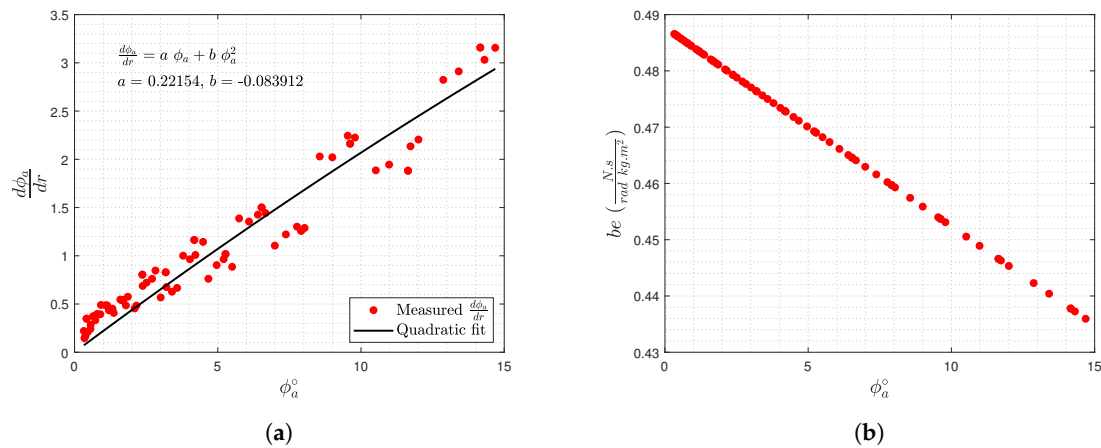 3.5
3
2.5
2
1.5
1
0.5
0
dϕₐ/dr
dϕₐ/dr = a ϕₐ + b ϕₐ²
a = 0.22154, b = -0.083912
Measured dϕₐ/dr
Quadratic fit
0 5 10 15
ϕₐ°
(a)
0.49
0.48
0.47
0.46
0.45
0.44
0.43
be (N.s/rad kg.m²)
0 5 10 15
ϕₐ°
(b)